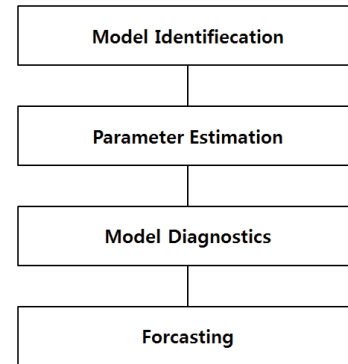 Model Identifiecation
Parameter Estimation
Model Diagnostics
Forcasting